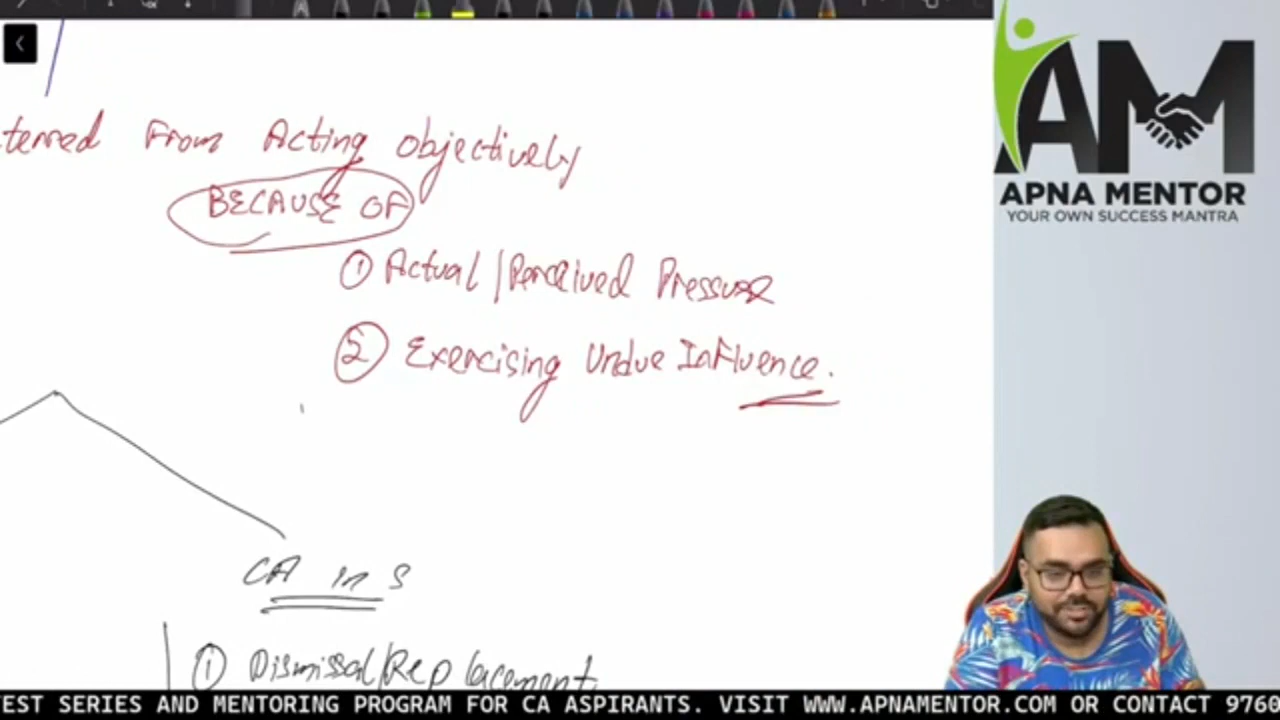 terred From Acting Objectively
BECAUSE OF
① Actual/Perceived Pressure
② Exercising Undue Influence.
CA in S
① Dismissal/Replacement
AM
APNA MENTOR
YOUR OWN SUCCESS MANTRA
TEST SERIES AND MENTORING PROGRAM FOR CA ASPIRANTS. VISIT WWW.APNAMENTOR.COM OR CONTACT 9760